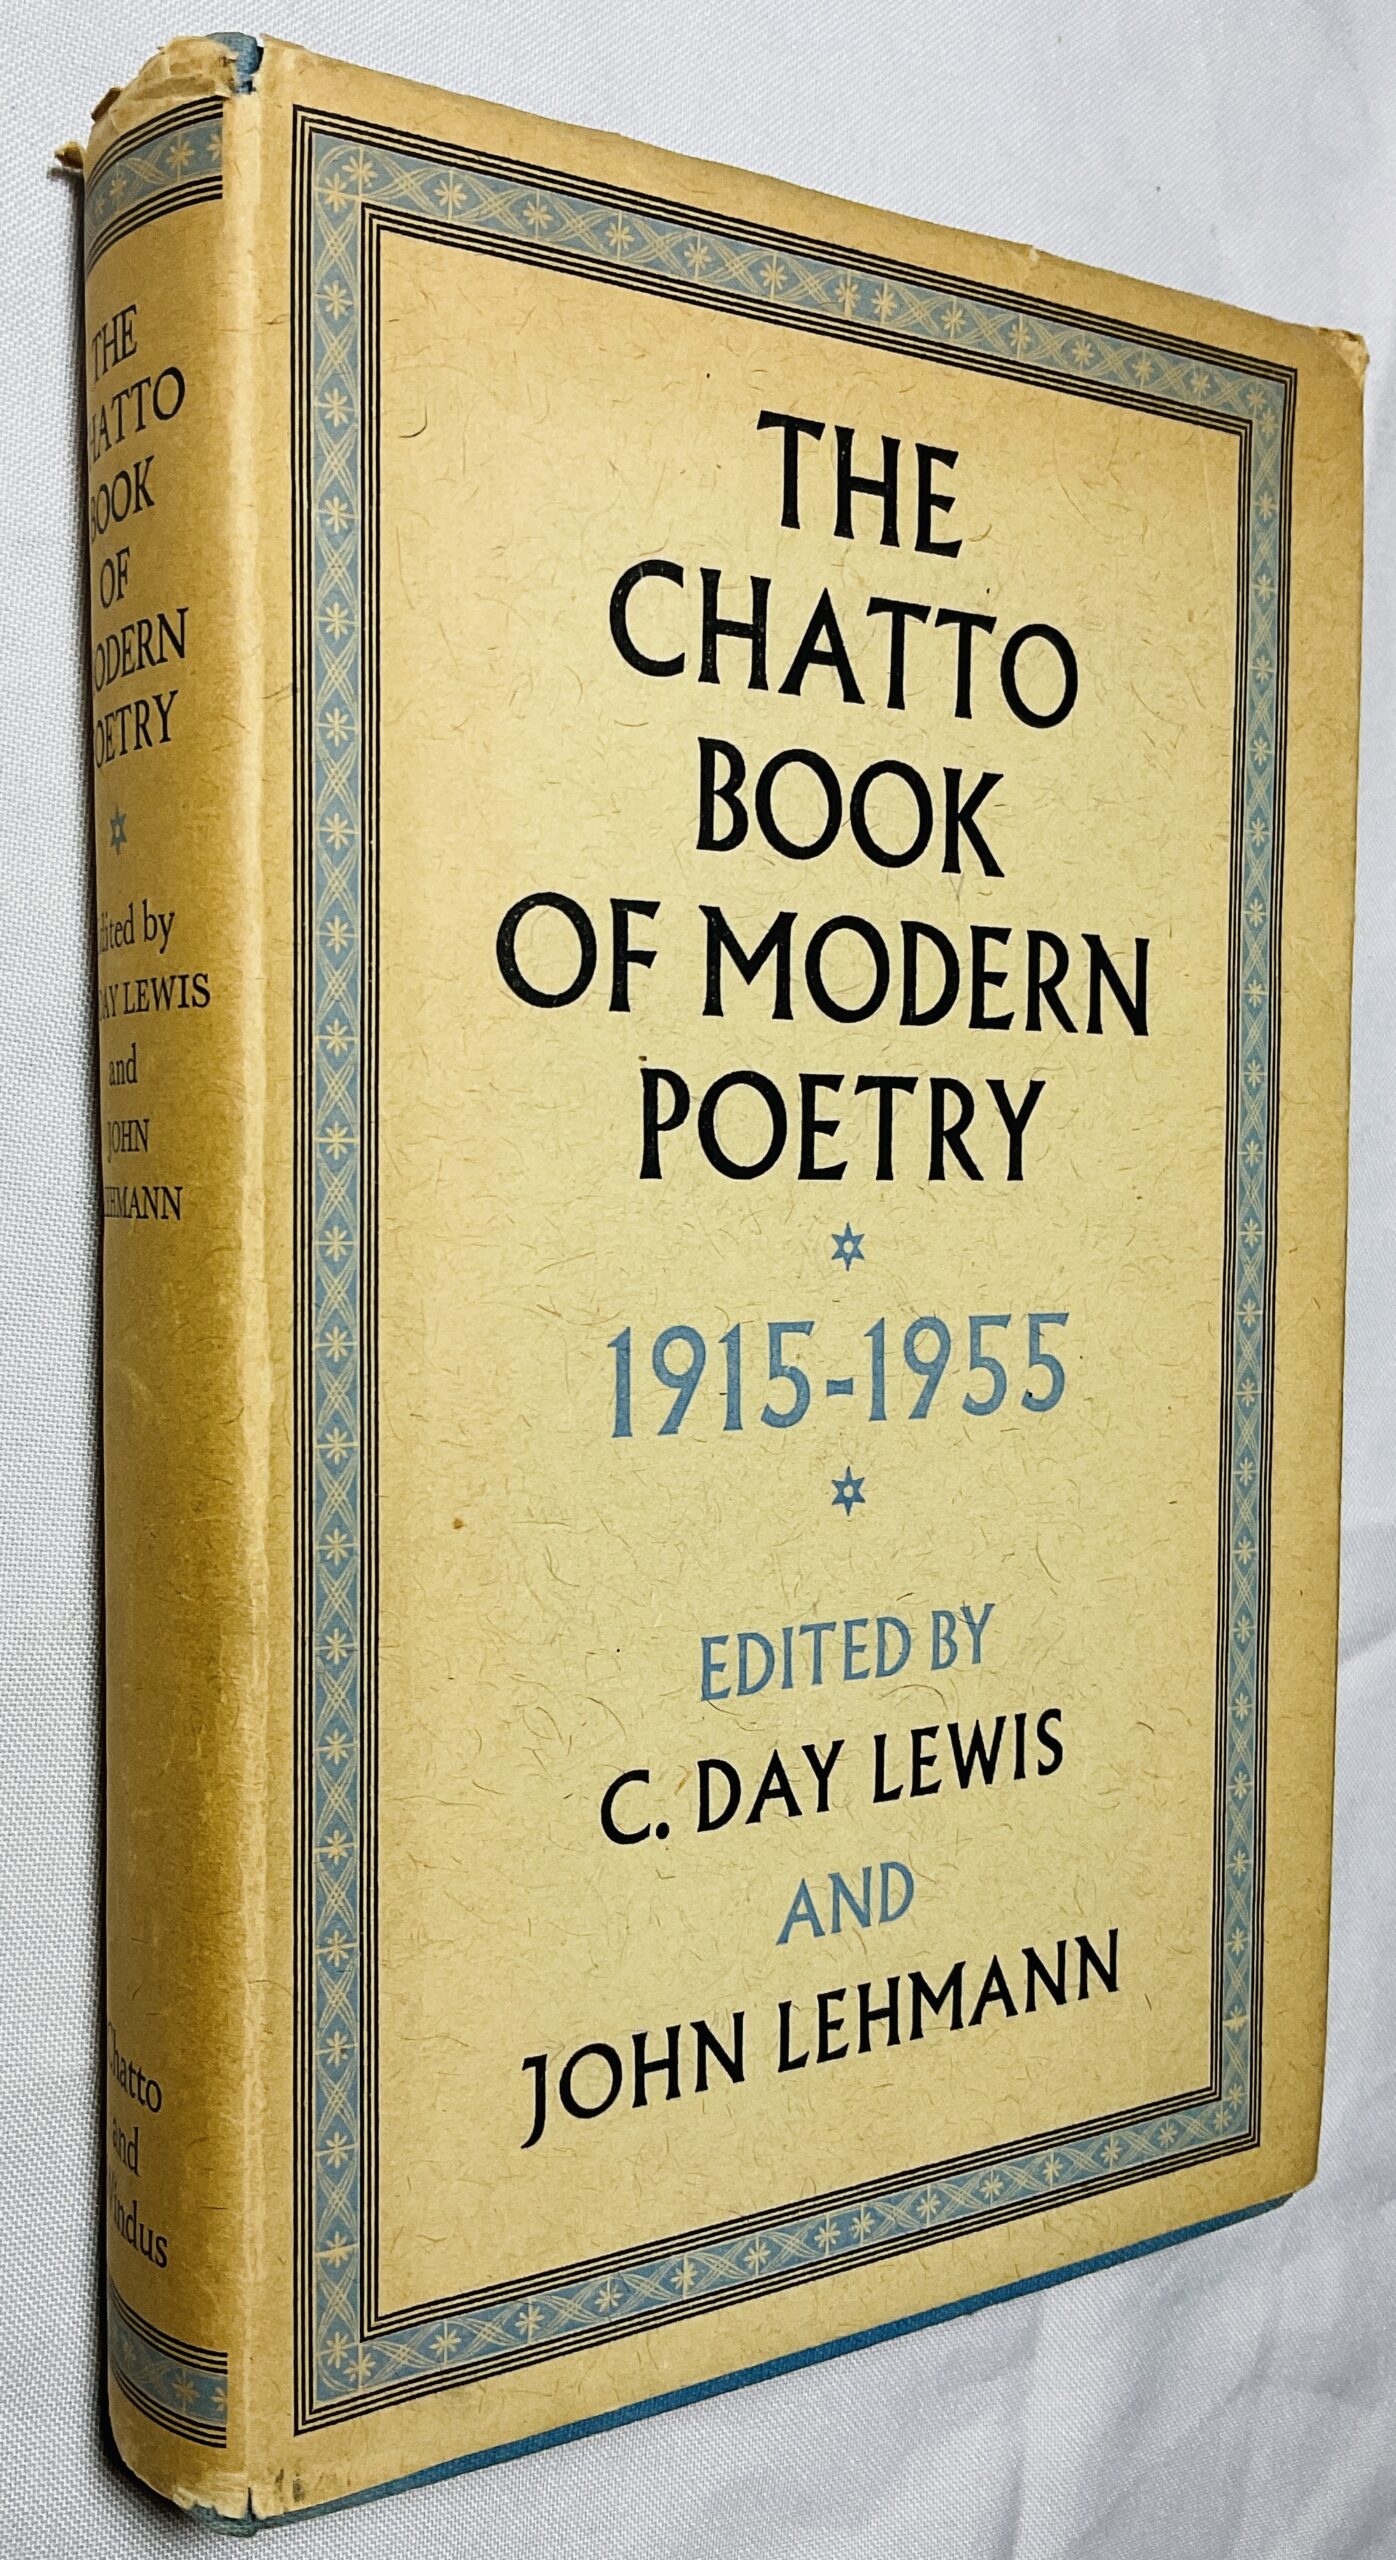 THE
CHATTO
BOOK
OF
MODERN
POETRY
Edited by
C. DAY LEWIS
and
JOHN
LEHMANN
Chatto
and
Windus
THE
CHATTO
BOOK
OF MODERN
POETRY
1915-1955
EDITED BY
C. DAY LEWIS
AND
JOHN LEHMANN